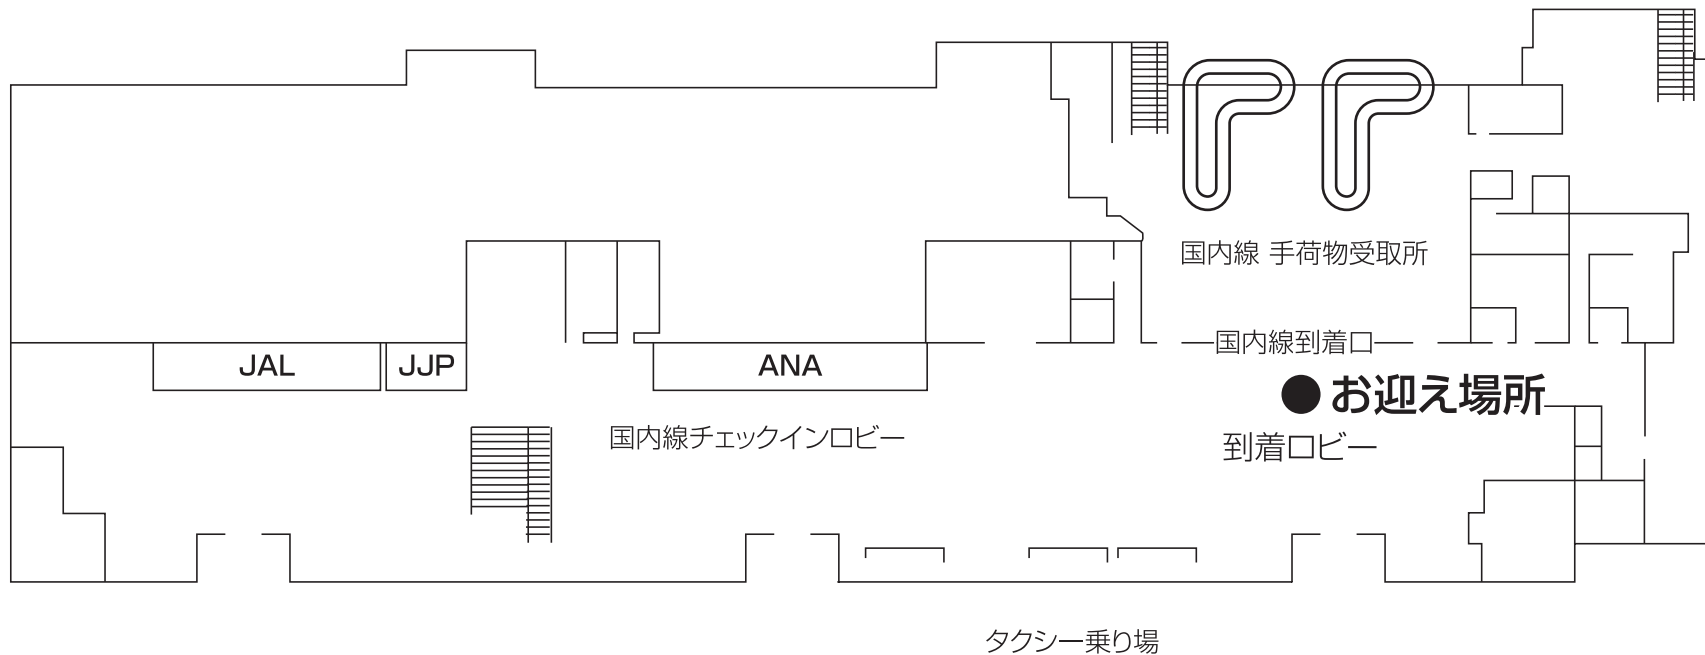 国内線 手荷物受取所
国内線到着口
JAL
JJP
ANA
●お迎え場所
国内線チェックインロビー
到着ロビー
タクシー乗り場